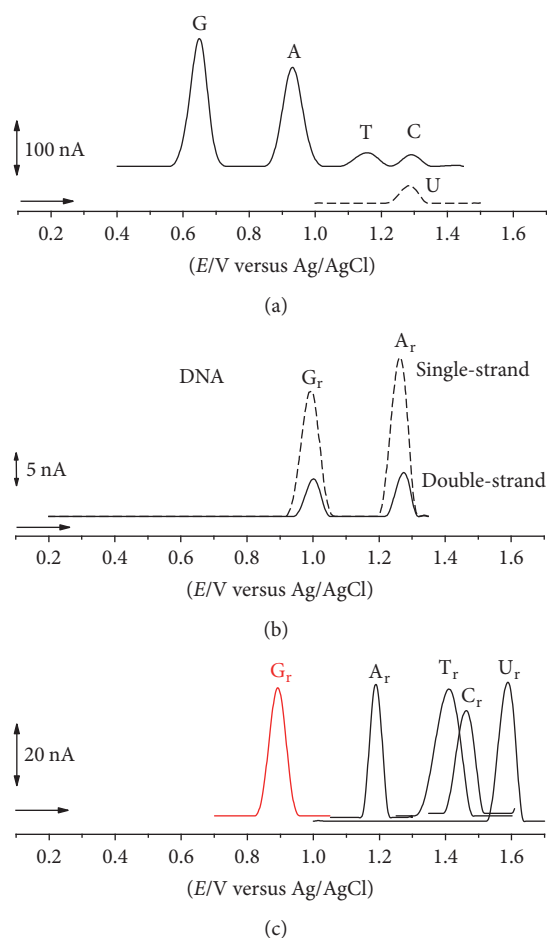 G
A
T
C
100 nA
U
0.2 0.4 0.6 0.8 1.0 1.2 1.4 1.6
(E/V versus Ag/AgCl)
(a)
DNA
Gr
Ar
Single-strand
5 nA
Double-strand
0.2 0.4 0.6 0.8 1.0 1.2 1.4 1.6
(E/V versus Ag/AgCl)
(b)
Gr
Ar
Tr
Cr
Ur
20 nA
0.2 0.4 0.6 0.8 1.0 1.2 1.4 1.6
(E/V versus Ag/AgCl)
(c)